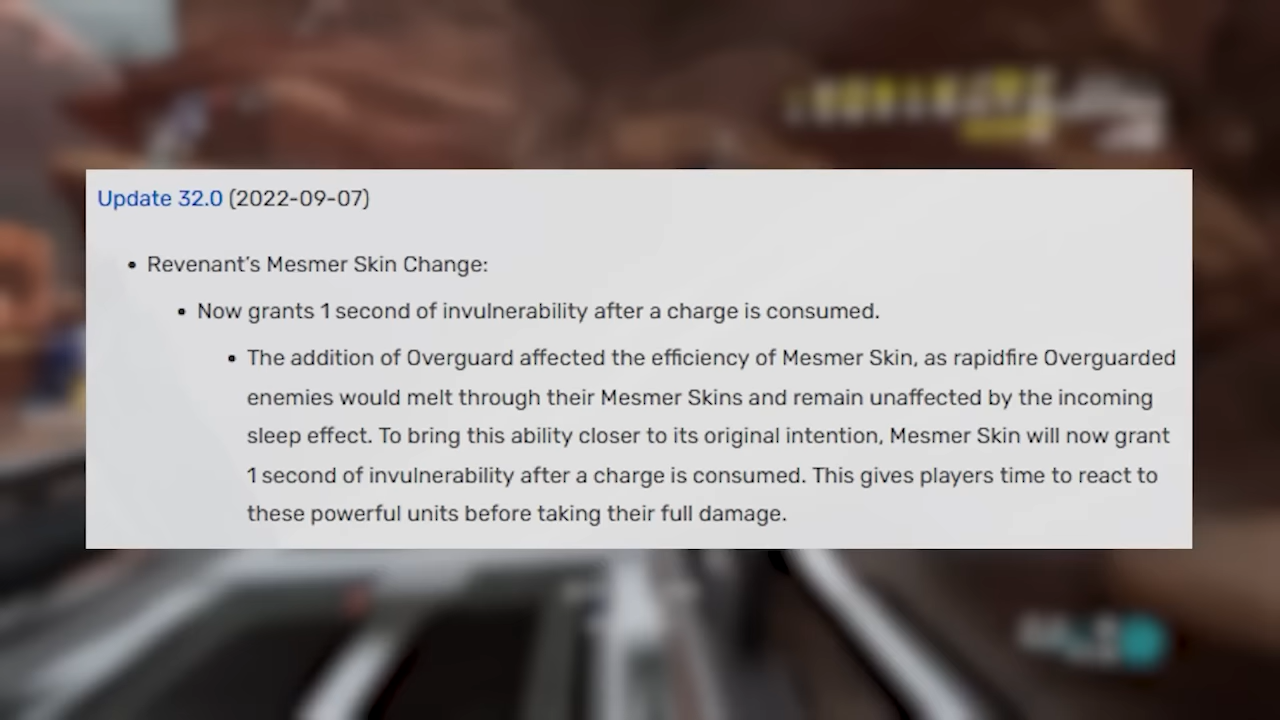 Update 32.0 (2022-09-07)
• Revenant’s Mesmer Skin Change:
• Now grants 1 second of invulnerability after a charge is consumed.
• The addition of Overguard affected the efficiency of Mesmer Skin, as rapidfire Overguarded
enemies would melt through their Mesmer Skins and remain unaffected by the incoming
sleep effect. To bring this ability closer to its original intention, Mesmer Skin will now grant
1 second of invulnerability after a charge is consumed. This gives players time to react to
these powerful units before taking their full damage.